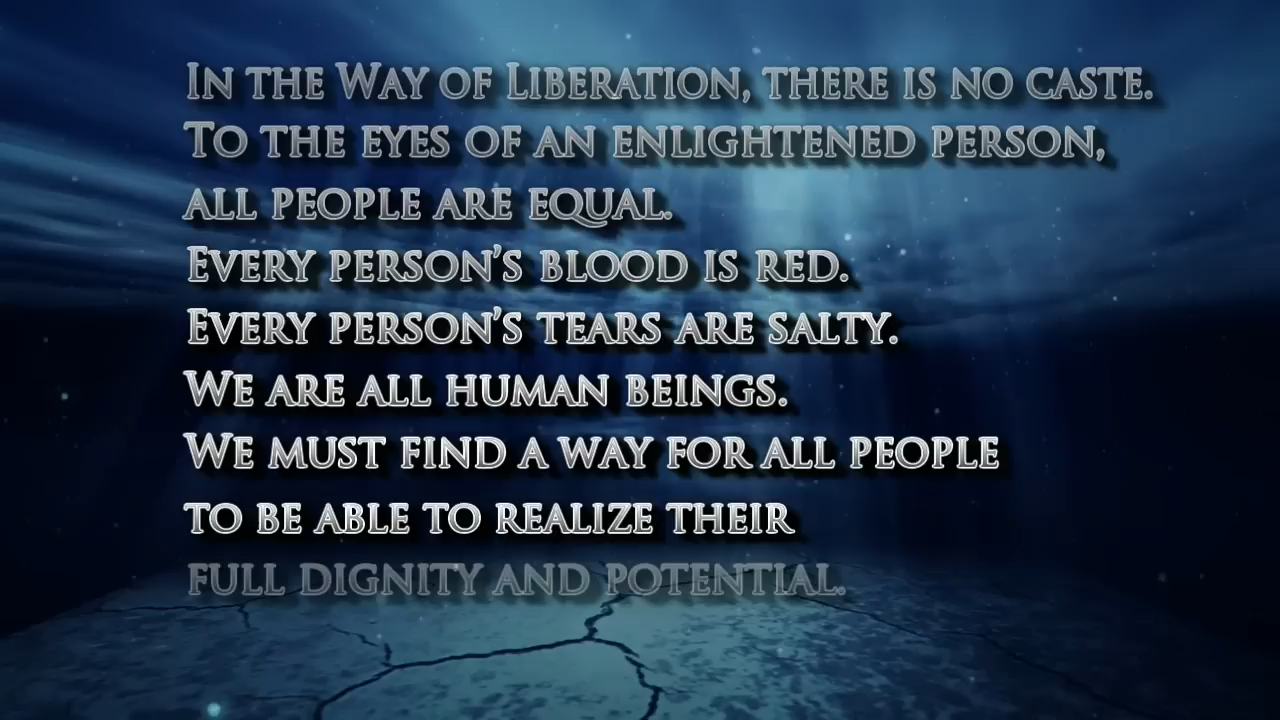 In the Way of Liberation, there is no caste.
To the eyes of an enlightened person,
all people are equal.
Every person's blood is red.
Every person's tears are salty.
We are all human beings.
We must find a way for all people
to be able to realize their
full dignity and potential.